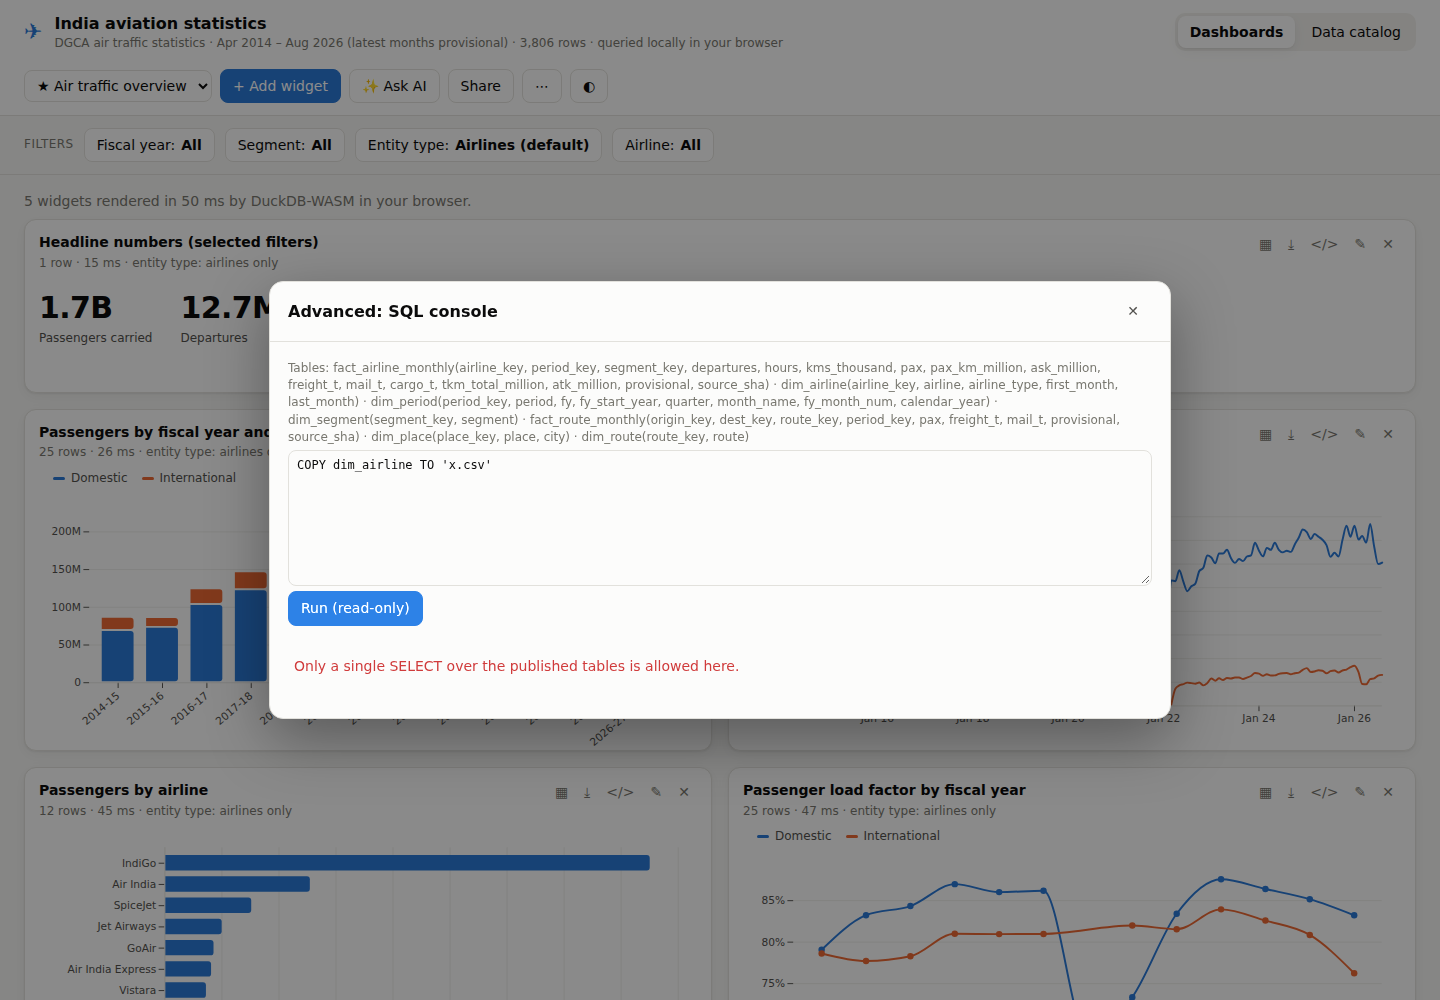 India aviation statistics
DGCA air traffic statistics · Apr 2014 – Aug 2026 (latest months provisional) · 3,806 rows · queried locally in your browser
Dashboards
Data catalog
★ Air traffic overview
+ Add widget
✨ Ask AI
Share
···
FILTERS
Fiscal year: All
Segment: All
Entity type: Airlines (default)
Airline: All
5 widgets rendered in 50 ms by DuckDB-WASM in your browser.
Headline numbers (selected filters)
</>
1 row · 15 ms · entity type: airlines only
1.7B
12.7M
Passengers carried
Departures
Advanced: SQL console
Tables: fact_airline_monthly(airline_key, period_key, segment_key, departures, hours, kms_thousand, pax, pax_km_million, ask_million,
freight_t, mail_t, cargo_t, tkm_total_million, atk_million, provisional, source_sha) · dim_airline(airline_key, airline, airline_type, first_month,
last_month) · dim_period(period_key, period, fy, fy_start_year, quarter, month_name, fy_month_num, calendar_year) ·
dim_segment(segment_key, segment) · fact_route_monthly(origin_key, dest_key, route_key, period_key, pax, freight_t, mail_t, provisional,
source_sha) · dim_place(place_key, place, city) · dim_route(route_key, route)
COPY dim_airline TO 'x.csv'
Run (read-only)
Only a single SELECT over the published tables is allowed here.
Passengers by fiscal year and
25 rows · 26 ms · entity type: airlines
Domestic
International
200M
150M
100M
50M
0
2014-15
2015-16
2016-17
2017-18
</>
Jan 22
Jan 24
Jan 26
Passengers by airline
</>
12 rows · 45 ms · entity type: airlines only
IndiGo
Air India
SpiceJet
Jet Airways
GoAir
Air India Express
Vistara
Passenger load factor by fiscal year
</>
25 rows · 47 ms · entity type: airlines only
Domestic
International
85%
80%
75%